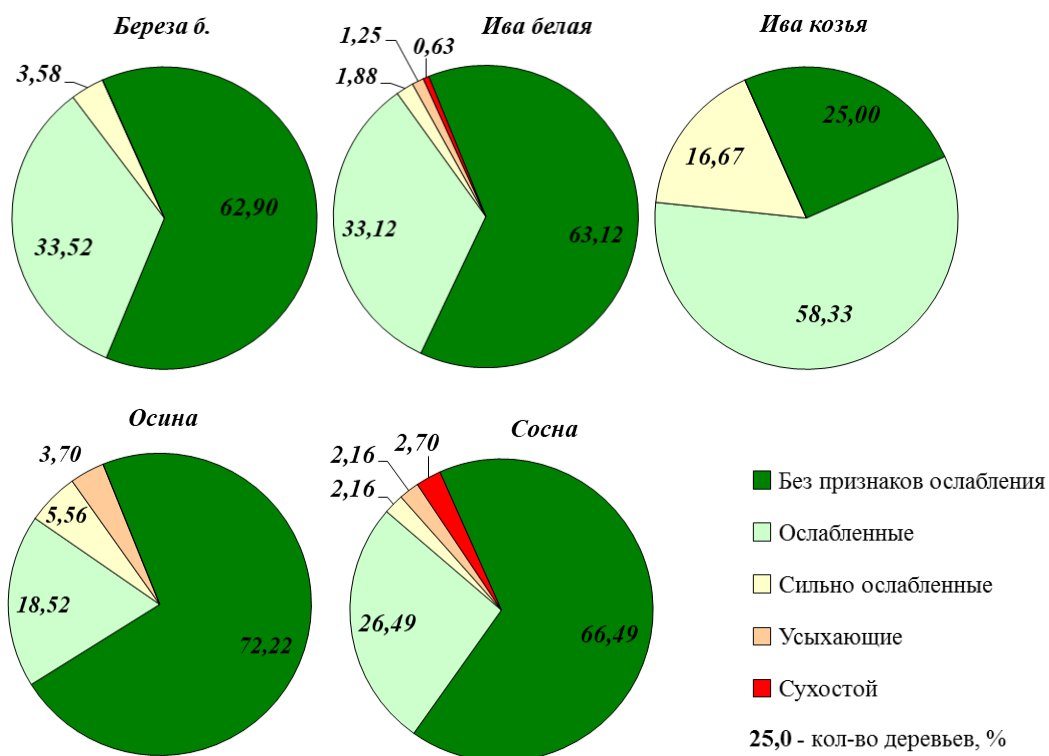 Береза б.
3,58
33,52
62,90
Ива белая
1,25
0,63
1,88
33,12
63,12
Ива козья
25,00
16,67
58,33
Осина
3,70
5,56
18,52
72,22
Сосна
2,70
2,16
2,16
26,49
66,49
Без признаков ослабления
Ослабленные
Сильно ослабленные
Усыхающие
Сухостой
25,0 - кол-во деревьев, %